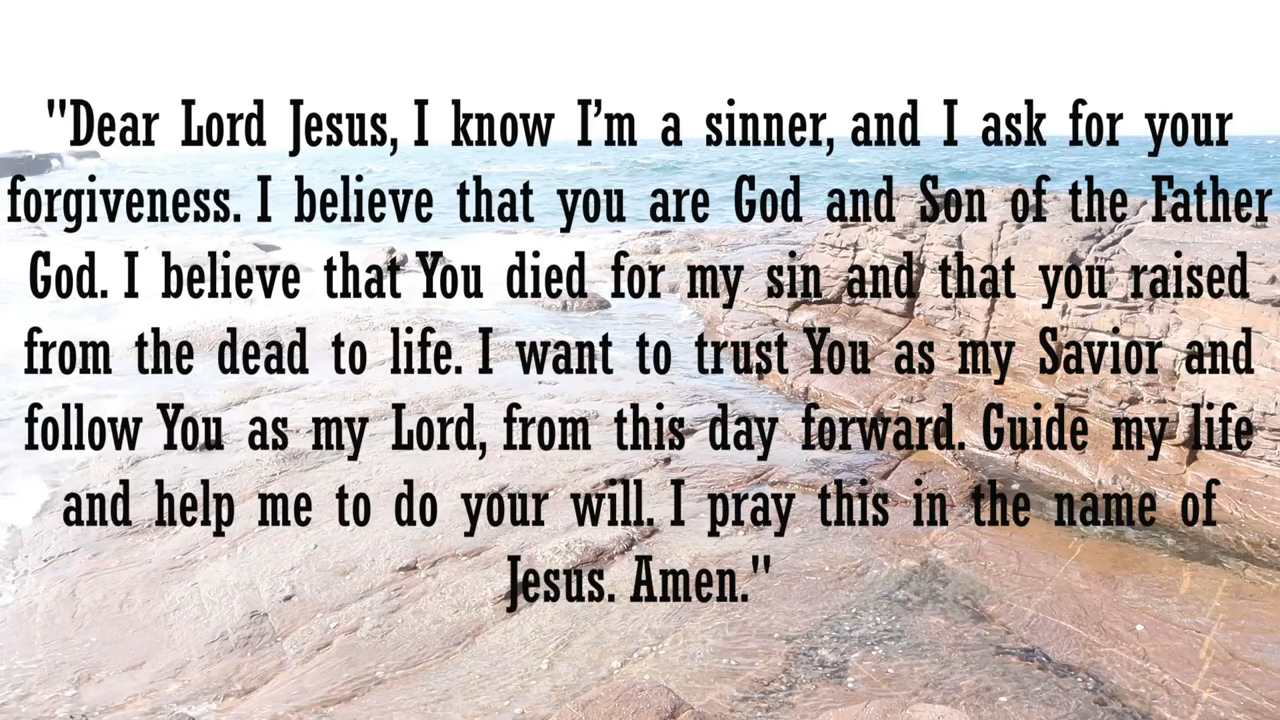 "Dear Lord Jesus, I know I’m a sinner, and I ask for your
forgiveness. I believe that you are God and Son of the Father
God. I believe that You died for my sin and that you raised
from the dead to life. I want to trust You as my Savior and
follow You as my Lord, from this day forward. Guide my life
and help me to do your will. I pray this in the name of
Jesus. Amen."